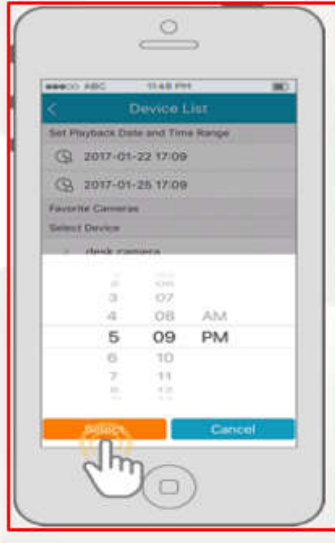 ABC 11:48 PM
Device List
Set Playback Date and Time Range
2017-01-22 17:09
2017-01-25 17:09
Favorite Cameras
Select Device
desk camera
3 07
4 08 AM
5 09 PM
6 10
7 11
Select Cancel